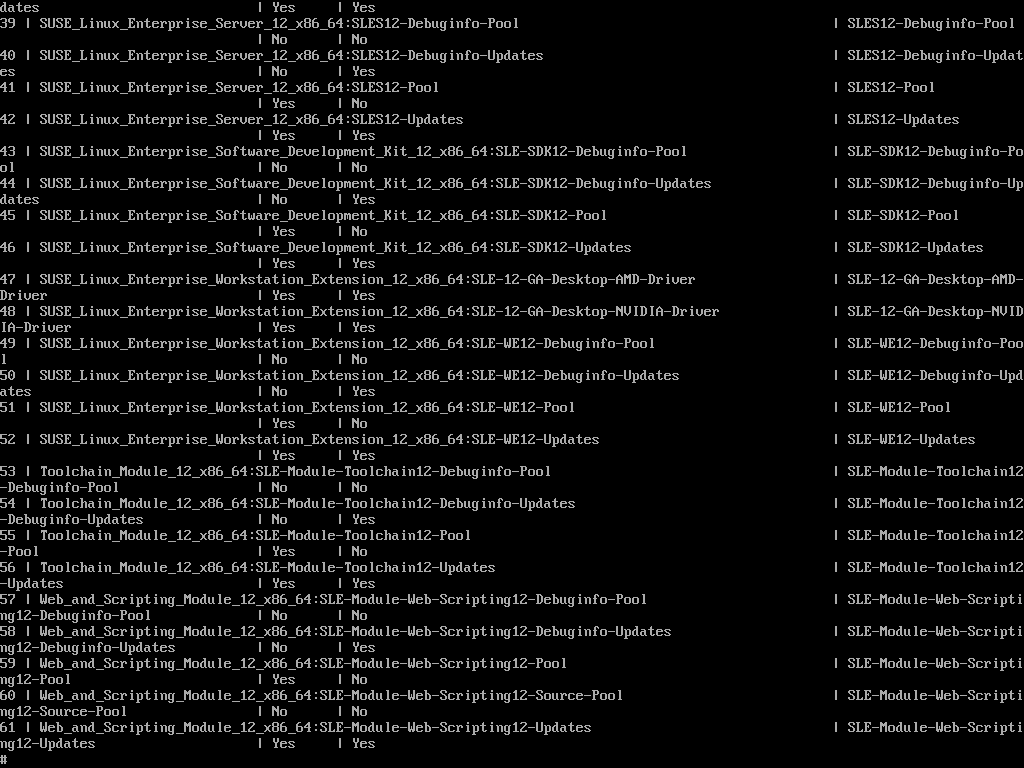 dates | Yes | Yes
39 | SUSE_Linux_Enterprise_Server_12_x86_64:SLES12-Debuginfo-Pool | SLES12-Debuginfo-Pool
| No | No
40 | SUSE_Linux_Enterprise_Server_12_x86_64:SLES12-Debuginfo-Updates | SLES12-Debuginfo-Updat
es | No | Yes
41 | SUSE_Linux_Enterprise_Server_12_x86_64:SLES12-Pool | SLES12-Pool
| Yes | No
42 | SUSE_Linux_Enterprise_Server_12_x86_64:SLES12-Updates | SLES12-Updates
| Yes | Yes
43 | SUSE_Linux_Enterprise_Software_Development_Kit_12_x86_64:SLE-SDK12-Debuginfo-Pool | SLE-SDK12-Debuginfo-Po
ol | No | No
44 | SUSE_Linux_Enterprise_Software_Development_Kit_12_x86_64:SLE-SDK12-Debuginfo-Updates | SLE-SDK12-Debuginfo-Up
dates | No | Yes
45 | SUSE_Linux_Enterprise_Software_Development_Kit_12_x86_64:SLE-SDK12-Pool | SLE-SDK12-Pool
| Yes | No
46 | SUSE_Linux_Enterprise_Software_Development_Kit_12_x86_64:SLE-SDK12-Updates | SLE-SDK12-Updates
| Yes | Yes
47 | SUSE_Linux_Enterprise_Workstation_Extension_12_x86_64:SLE-12-GA-Desktop-AMD-Driver | SLE-12-GA-Desktop-AMD-
Driver | Yes | Yes
48 | SUSE_Linux_Enterprise_Workstation_Extension_12_x86_64:SLE-12-GA-Desktop-NVIDIA-Driver | SLE-12-GA-Desktop-NVID
IA-Driver | Yes | Yes
49 | SUSE_Linux_Enterprise_Workstation_Extension_12_x86_64:SLE-WE12-Debuginfo-Pool | SLE-WE12-Debuginfo-Poo
l | No | No
50 | SUSE_Linux_Enterprise_Workstation_Extension_12_x86_64:SLE-WE12-Debuginfo-Updates | SLE-WE12-Debuginfo-Upd
ates | No | Yes
51 | SUSE_Linux_Enterprise_Workstation_Extension_12_x86_64:SLE-WE12-Pool | SLE-WE12-Pool
| Yes | No
52 | SUSE_Linux_Enterprise_Workstation_Extension_12_x86_64:SLE-WE12-Updates | SLE-WE12-Updates
| Yes | Yes
53 | Toolchain_Module_12_x86_64:SLE-Module-Toolchain12-Debuginfo-Pool | SLE-Module-Toolchain12
-Debuginfo-Pool | No | No
54 | Toolchain_Module_12_x86_64:SLE-Module-Toolchain12-Debuginfo-Updates | SLE-Module-Toolchain12
-Debuginfo-Updates | No | Yes
55 | Toolchain_Module_12_x86_64:SLE-Module-Toolchain12-Pool | SLE-Module-Toolchain12
-Pool | Yes | No
56 | Toolchain_Module_12_x86_64:SLE-Module-Toolchain12-Updates | SLE-Module-Toolchain12
-Updates | Yes | Yes
57 | Web_and_Scripting_Module_12_x86_64:SLE-Module-Web-Scripting12-Debuginfo-Pool | SLE-Module-Web-Scripti
ng12-Debuginfo-Pool | No | No
58 | Web_and_Scripting_Module_12_x86_64:SLE-Module-Web-Scripting12-Debuginfo-Updates | SLE-Module-Web-Scripti
ng12-Debuginfo-Updates | No | Yes
59 | Web_and_Scripting_Module_12_x86_64:SLE-Module-Web-Scripting12-Pool | SLE-Module-Web-Scripti
ng12-Pool | Yes | No
60 | Web_and_Scripting_Module_12_x86_64:SLE-Module-Web-Scripting12-Source-Pool | SLE-Module-Web-Scripti
ng12-Source-Pool | No | No
61 | Web_and_Scripting_Module_12_x86_64:SLE-Module-Web-Scripting12-Updates | SLE-Module-Web-Scripti
ng12-Updates | Yes | Yes
#